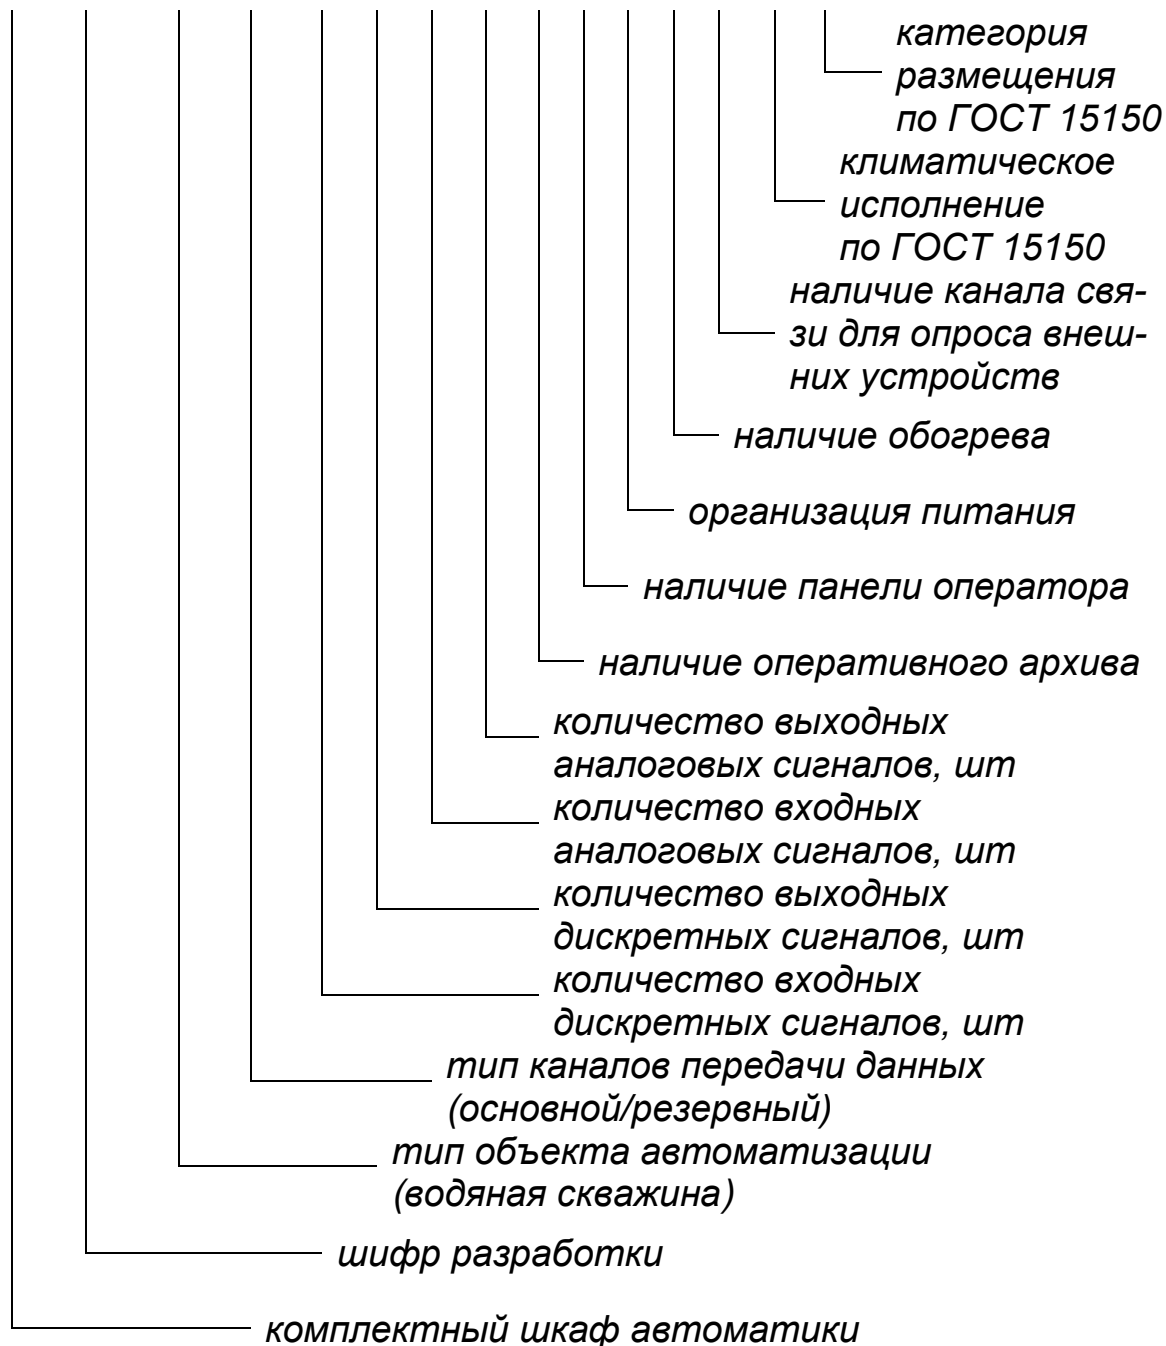 категория
размещения
по ГОСТ 15150
климатическое
исполнение
по ГОСТ 15150
наличие канала свя-
зи для опроса внеш-
них устройств
наличие обогрева
организация питания
наличие панели оператора
наличие оперативного архива
количество выходных
аналоговых сигналов, шт
количество входных
аналоговых сигналов, шт
количество выходных
дискретных сигналов, шт
количество входных
дискретных сигналов, шт
тип каналов передачи данных
(основной/резервный)
тип объекта автоматизации
(водяная скважина)
шифр разработки
комплектный шкаф автоматики